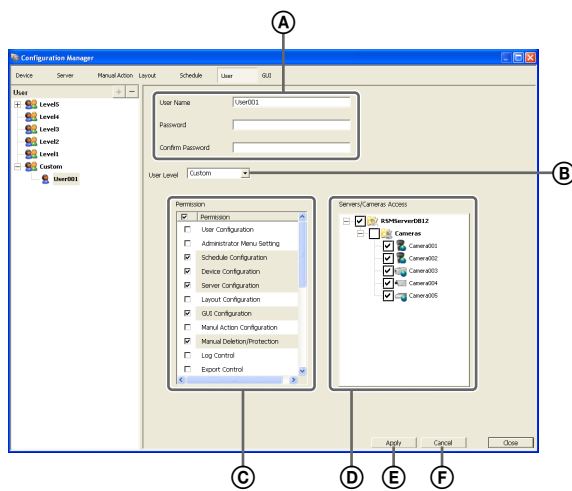 A
Configuration Manager
Device Server Manual Action Layout Schedule User GUI
User
Level5
Level4
Level3
Level2
Level1
Custom
User001
User Name User001
Password
Confirm Password
User Level Custom
B
Permission
Permission
User Configuration
Administrator Menu Setting
Schedule Configuration
Device Configuration
Server Configuration
Layout Configuration
GUI Configuration
Manul Action Configuration
Manual Deletion/Protection
Log Control
Export Control
Servers/Cameras Access
RSMServerDB12
Cameras
Camera001
Camera002
Camera003
Camera004
Camera005
Apply Cancel Close
C D E F